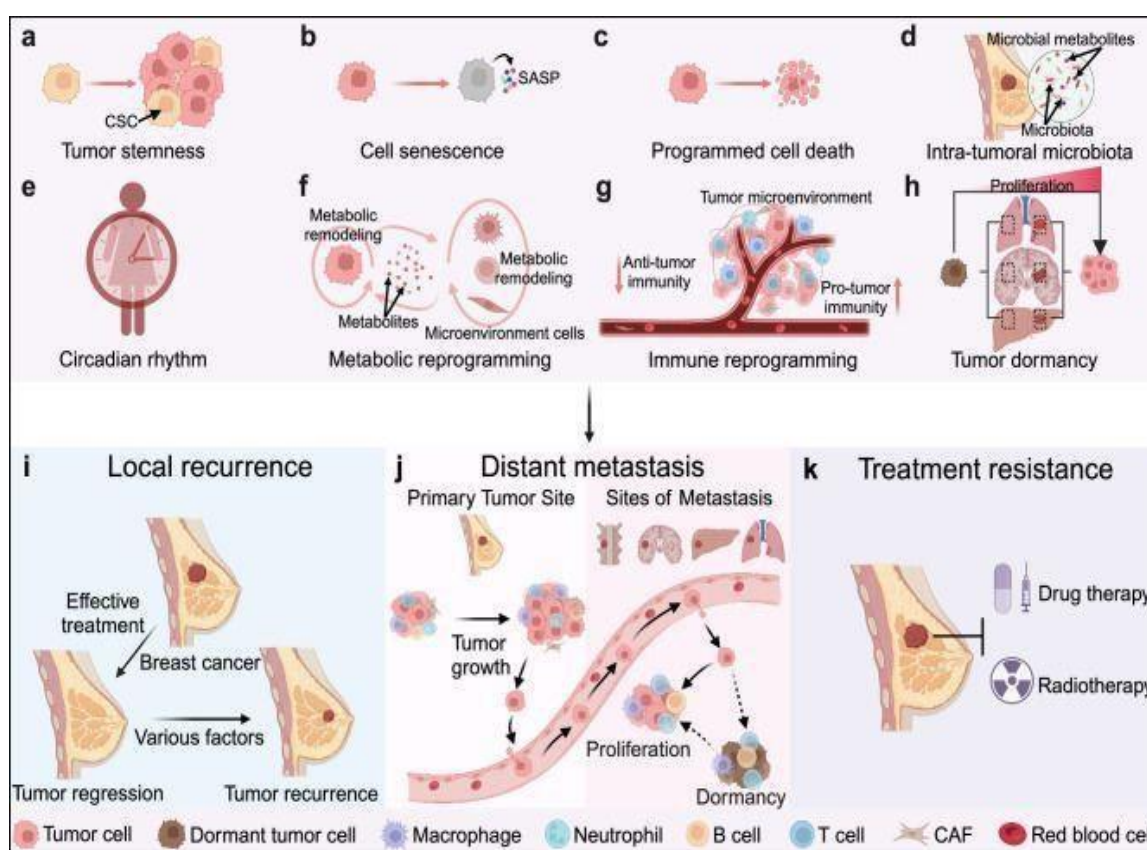 a
b
c
d
Microbial metabolites
SASP
CSC
Microbiota
Tumor stemness
Cell senescence
Programmed cell death
Intra-tumoral microbiota
e
f
g
h
Metabolic
remodeling
Metabolic
remodeling
Metabolites
Microenvironment cells
Tumor microenvironment
Anti-tumor
immunity
Pro-tumor
immunity
Proliferation
Circadian rhythm
Metabolic reprogramming
Immune reprogramming
Tumor dormancy
i
Local recurrence
Effective
treatment
Breast cancer
Various factors
Tumor regression
Tumor recurrence
j
Distant metastasis
Primary Tumor Site
Sites of Metastasis
Tumor
growth
Proliferation
Dormancy
k
Treatment resistance
Drug therapy
Radiotherapy
Tumor cell
Dormant tumor cell
Macrophage
Neutrophil
B cell
T cell
CAF
Red blood ce